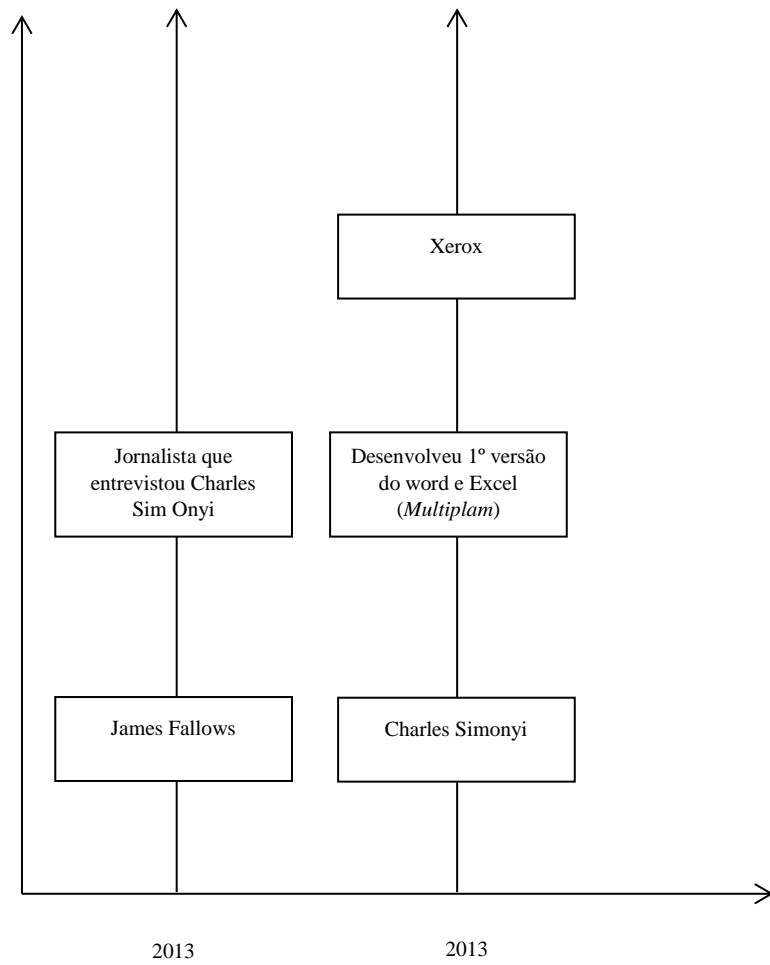 Xerox
Jornalista que
entrevistou Charles
Sim Onyi
Desenvolveu 1º versão
do word e Excel
(Multiplam)
James Fallows
Charles Simonyi
2013
2013